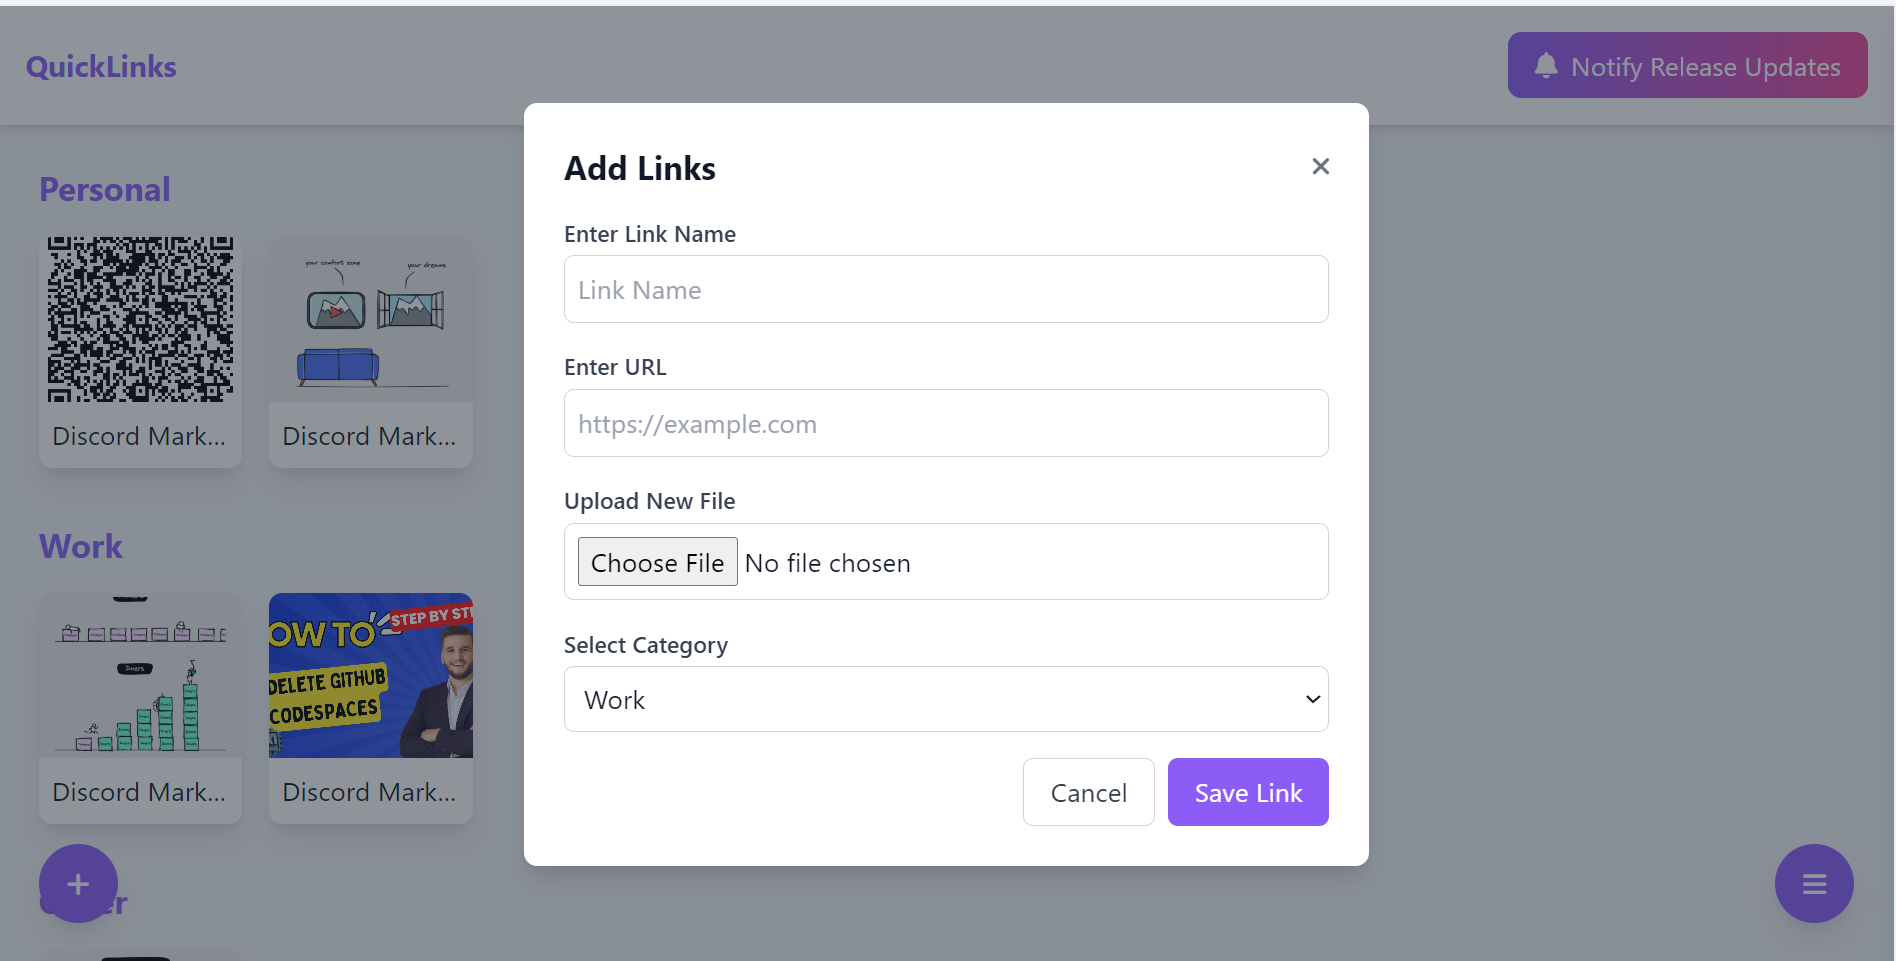 QuickLinks
Notify Release Updates
Personal
your comfort zone
your dreams
Discord Mark...
Discord Mark...
Work
Doers
STEP BY STE
OW TO
DELETE GITHUB
CODESPACES
Discord Mark...
Discord Mark...
Add Links
Enter Link Name
Link Name
Enter URL
https://example.com
Upload New File
Choose File No file chosen
Select Category
Work
Cancel
Save Link